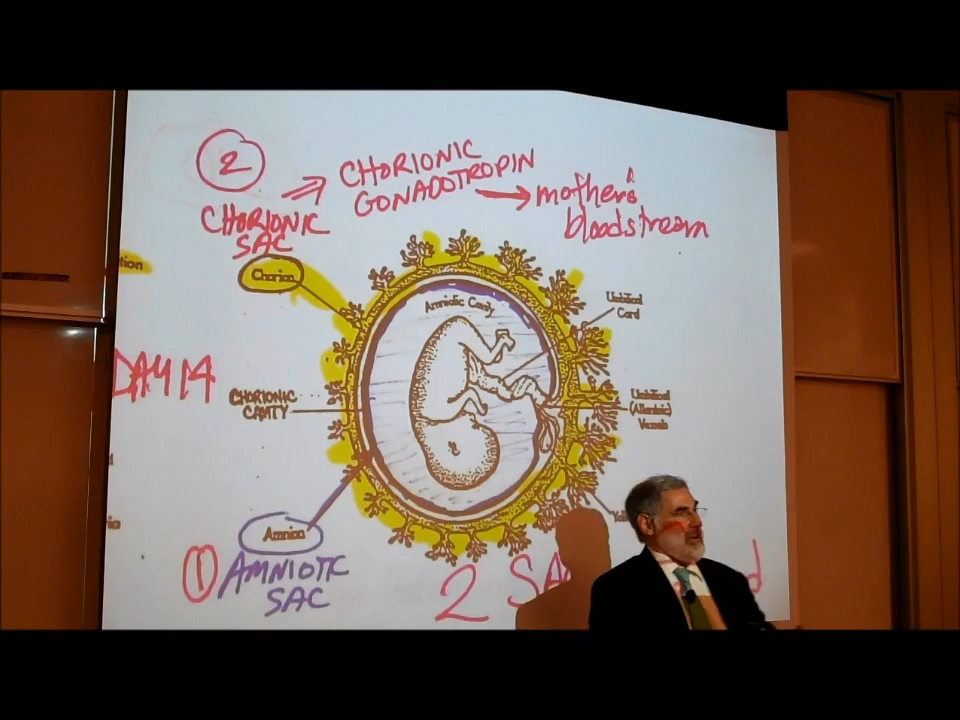 2
CHORIONIC
GONADOTROPIN
mother's
bloodstream
CHORIONIC
SAC
Chorion
Amniotic Cavity
Umbilical
Cord
DAY 14
CHORIONIC
CAVITY
Umbilical
(Allantoic)
Vessels
Amnion
1 AMNIOTIC
SAC
2